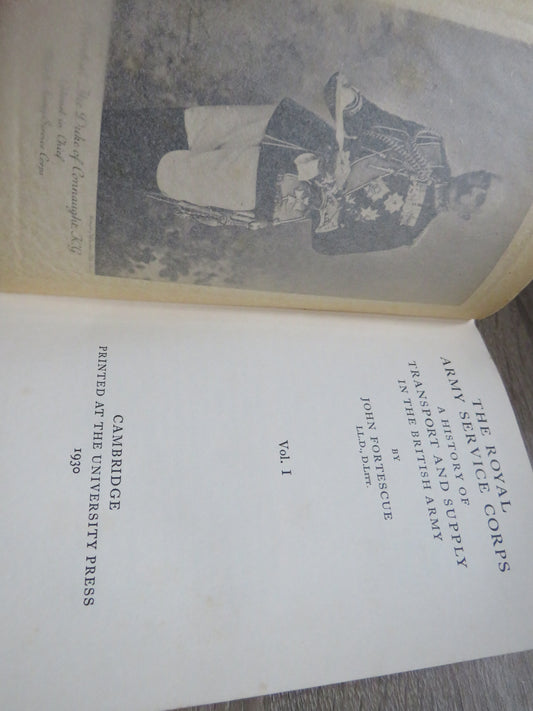 The Duke of Connaught, K.G.
in Chief
Service Corps
THE ROYAL
ARMY SERVICE CORPS
A HISTORY OF
TRANSPORT AND SUPPLY
IN THE BRITISH ARMY
BY
JOHN FORTESCUE
LL.D., D.LITT.
Vol. I
CAMBRIDGE
PRINTED AT THE UNIVERSITY PRESS
1930